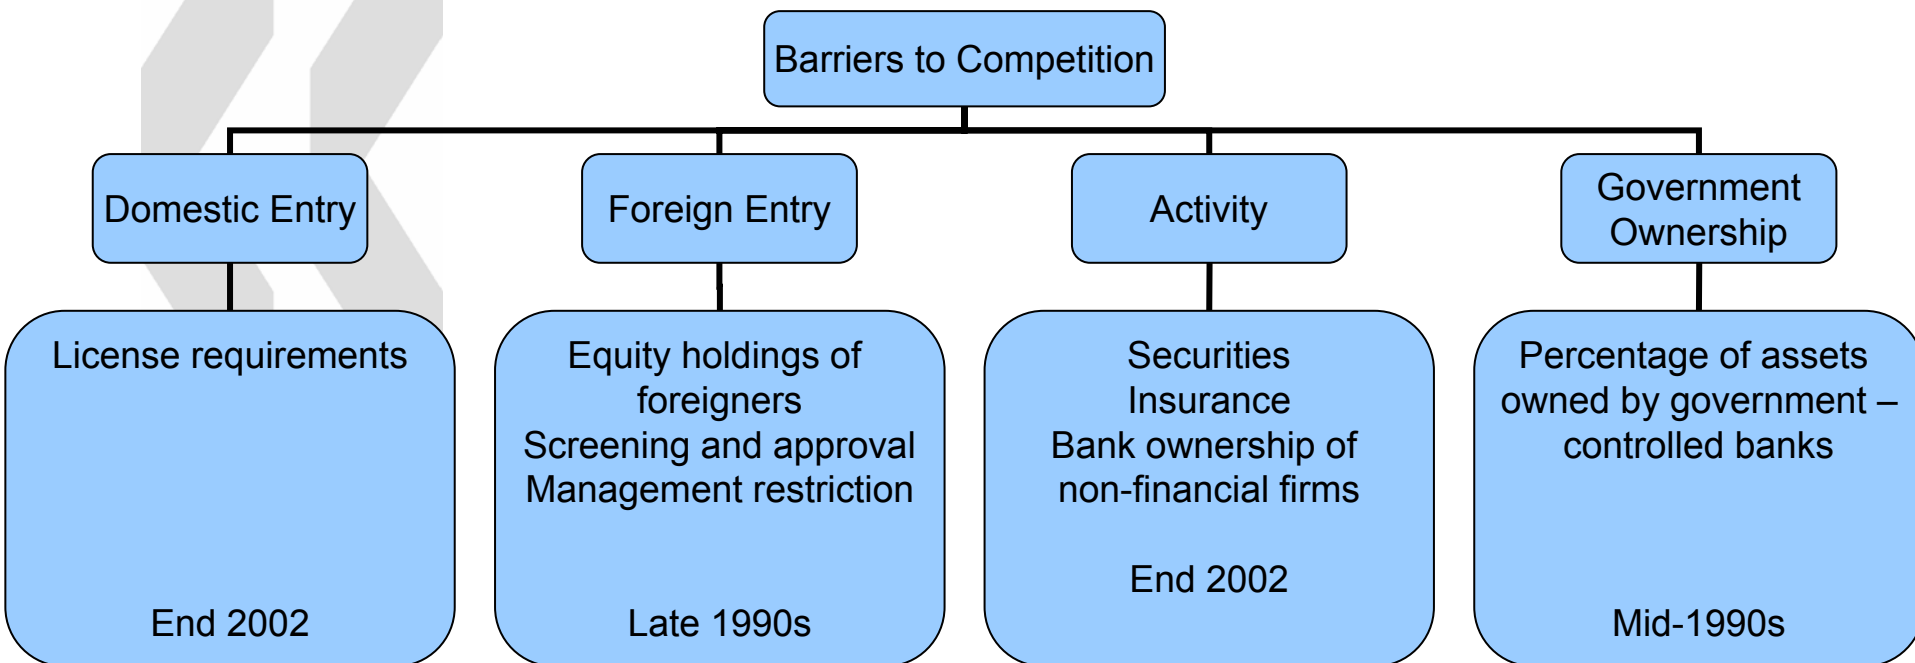 Barriers to Competition
Domestic Entry
Foreign Entry
Activity
Government
Ownership
License requirements
End 2002
Equity holdings of
foreigners
Screening and approval
Management restriction
Late 1990s
Securities
Insurance
Bank ownership of
non-financial firms
End 2002
Percentage of assets
owned by government –
controlled banks
Mid-1990s